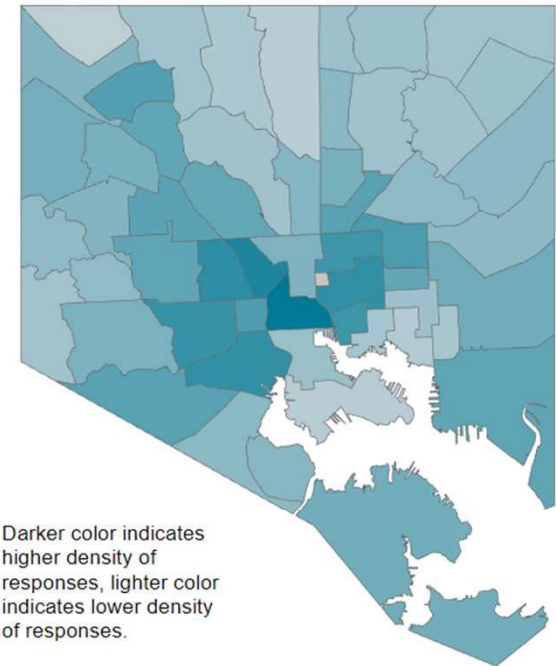 Darker color indicates
higher density of
responses, lighter color
indicates lower density
of responses.